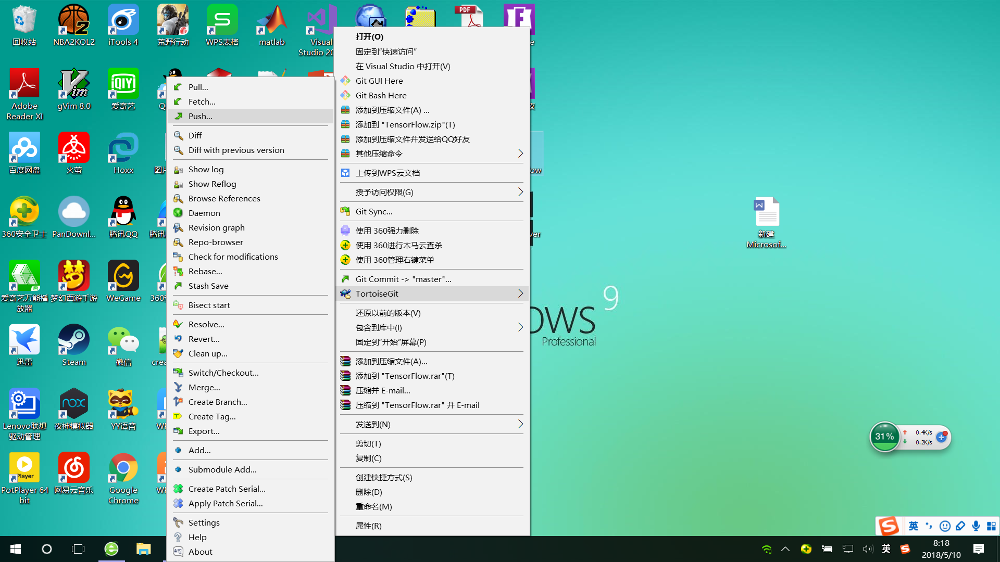 回收站
NBA2KOL2
iTools 4
荒野行动
WPS表格
matlab
Visual
Studio 20
PDF
Adobe
Reader XI
gVim 8.0
爱奇艺
百度网盘
火萤
Hoxx
360安全卫士
PanDownl...
腾讯QQ
爱奇艺万能播
放器
梦幻西游手游
WeGame
迅雷
Steam
微信
Lenovo联想
驱动管理
夜神模拟器
YY语音
PotPlayer 64
bit
网易云音乐
Google
Chrome
Pull...
Fetch...
Push...
Diff
Diff with previous version
Show log
Show Reflog
Browse References
Daemon
Revision graph
Repo-browser
Check for modifications
Rebase...
Stash Save
Bisect start
Resolve...
Revert...
Clean up...
Switch/Checkout...
Merge...
Create Branch...
Create Tag...
Export...
Add...
Submodule Add...
Create Patch Serial...
Apply Patch Serial...
Settings
Help
About
打开(O)
固定到“快速访问”
在 Visual Studio 中打开(V)
Git GUI Here
Git Bash Here
添加到压缩文件(A) ...
添加到 "TensorFlow.zip"(T)
添加到压缩文件并发送给QQ好友
其他压缩命令
上传到WPS云文档
授予访问权限(G)
Git Sync...
使用 360强力删除
使用 360进行木马云查杀
使用 360管理右键菜单
Git Commit -> "master"...
TortoiseGit
还原以前的版本(V)
包含到库中(I)
固定到“开始”屏幕(P)
添加到压缩文件(A)...
添加到 "TensorFlow.rar"(T)
压缩并 E-mail...
压缩到 "TensorFlow.rar" 并 E-mail
发送到(N)
剪切(T)
复制(C)
创建快捷方式(S)
删除(D)
重命名(M)
属性(R)
OWS 9
Professional
新建
Microsof...
31%
0.4K/s
0.2K/s
英
英
8:18
2018/5/10